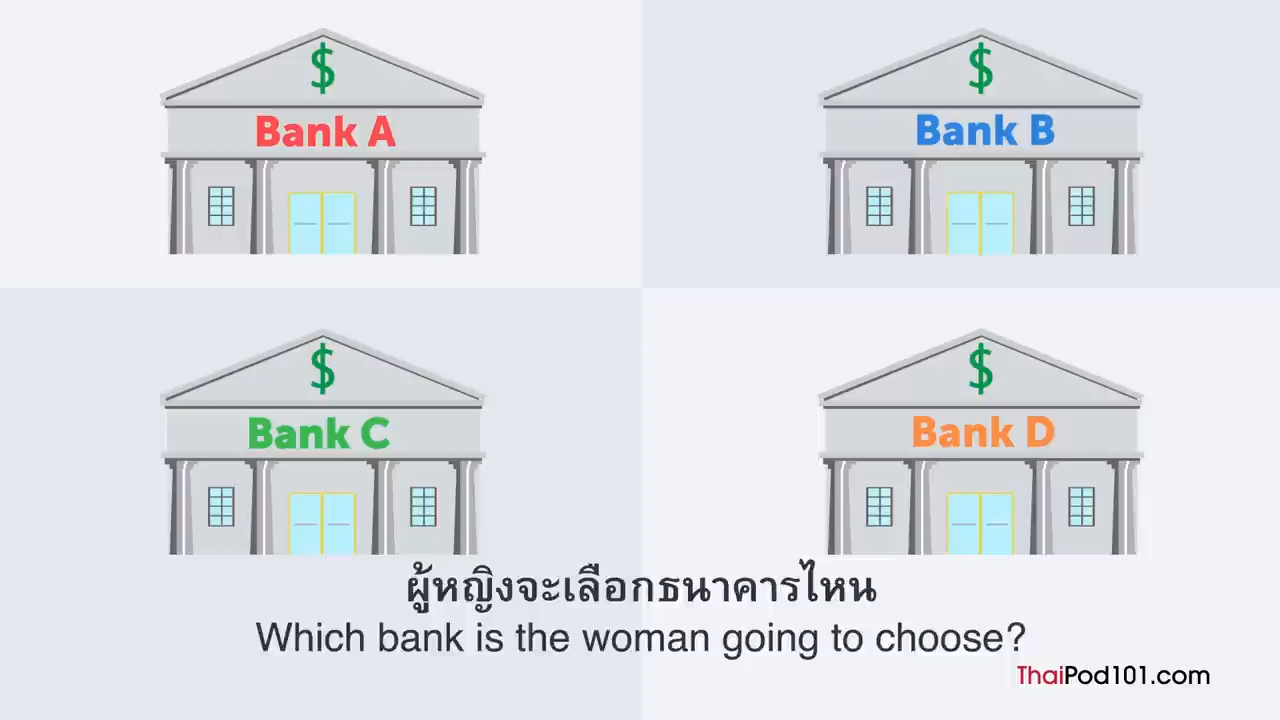 $
Bank A
$
Bank B
$
Bank C
$
Bank D
ผู้หญิงจะเลือกธนาคารไหน
Which bank is the woman going to choose?
ThaiPod101.com